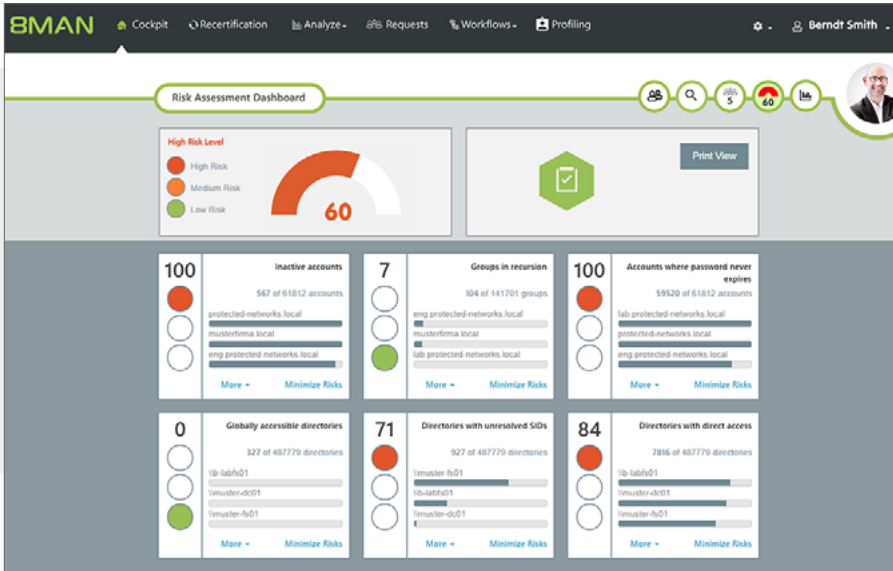 8MAN
Cockpit
Recertification
Analyze
Requests
Workflows
Profiling
Berndt Smith
Risk Assessment Dashboard
5
60
High Risk Level
High Risk
Medium Risk
Low Risk
60
Print View
100
Inactive accounts
567 of 61812 accounts
protected-networks.local
musterfirma.local
eng.protected-networks.local
More
Minimize Risks
7
Groups in recursion
104 of 141701 groups
eng.protected-networks.local
musterfirma.local
lab.protected-networks.local
More
Minimize Risks
100
Accounts where password never
expires
59520 of 61812 accounts
lab.protected-networks.local
protected-networks.local
eng.protected-networks.local
More
Minimize Risks
0
Globally accessible directories
327 of 487779 directories
\\b-labfs01
\\muster-dc01
\\muster-fs01
More
Minimize Risks
71
Directories with unresolved SIDs
927 of 487779 directories
\\muster-fs01
\\b-labfs01
\\muster-dc01
More
Minimize Risks
84
Directories with direct access
7816 of 487779 directories
\\b-labfs01
\\muster-dc01
\\muster-fs01
More
Minimize Risks